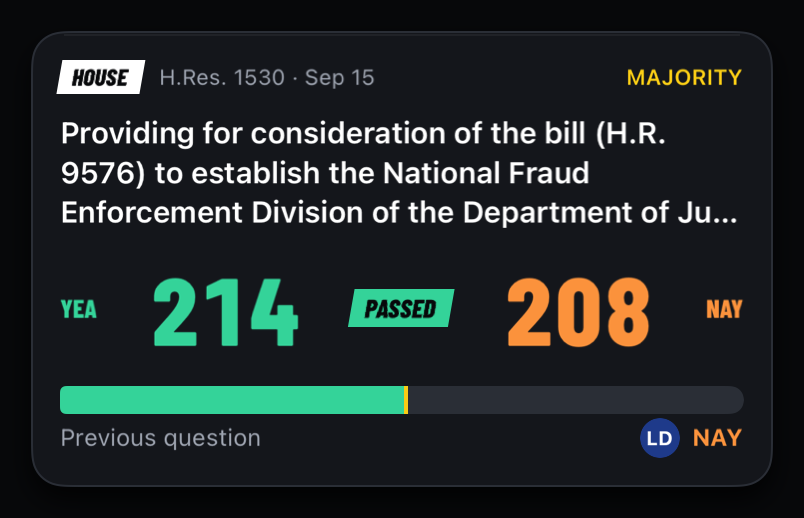 HOUSE H.Res. 1530 · Sep 15 MAJORITY
Providing for consideration of the bill (H.R.
9576) to establish the National Fraud
Enforcement Division of the Department of Ju...
YEA 214 PASSED 208 NAY
Previous question LD NAY